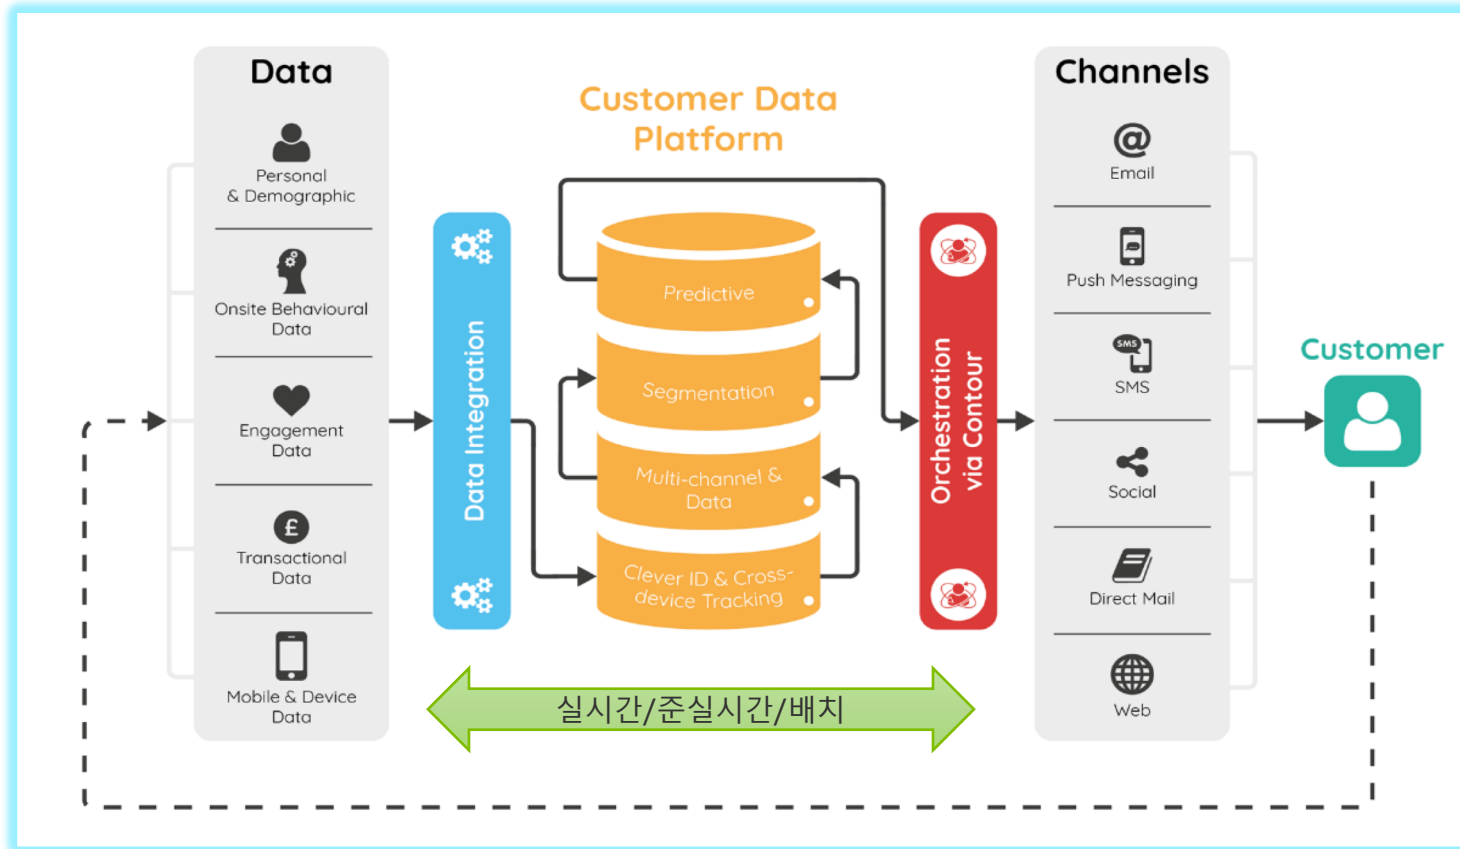 Data
Personal
& Demographic
Onsite Behavioural
Data
Engagement
Data
£
Transactional
Data
Mobile & Device
Data
Data Integration
Customer Data
Platform
Predictive
Segmentation
Multi-channel &
Data
Clever ID & Cross-
device Tracking
실시간/준실시간/배치
Orchestration
via Contour
Channels
@
Email
Push Messaging
SMS
SMS
Social
Direct Mail
Web
Customer